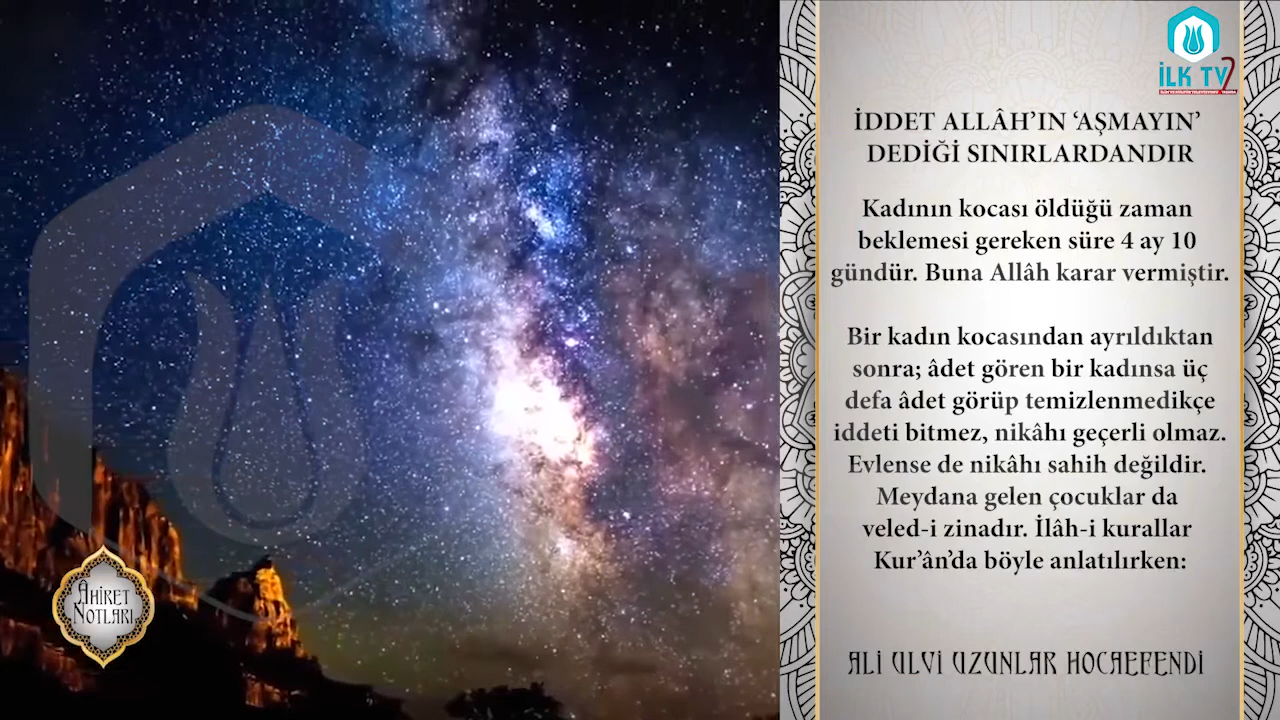 İLK TV2
İDDET ALLÂH’IN ‘AŞMAYIN’
DEDİĞİ SINIRLARDANDIR
Kadının kocası öldüğü zaman
beklemesi gereken süre 4 ay 10
gündür. Buna Allâh karar vermiştir.
Bir kadın kocasından ayrıldıktan
sonra; âdet gören bir kadınsa üç
defa âdet görüp temizlenmedikçe
iddeti bitmez, nikâhı geçerli olmaz.
Evlense de nikâhı sahih değildir.
Meydana gelen çocuklar da
veled-i zinadır. İlâh-i kurallar
Kur’ân’da böyle anlatılırken:
AHİRET
NOTLARI
ALİ ULVİ UZUNLAR HOCAEFENDİ